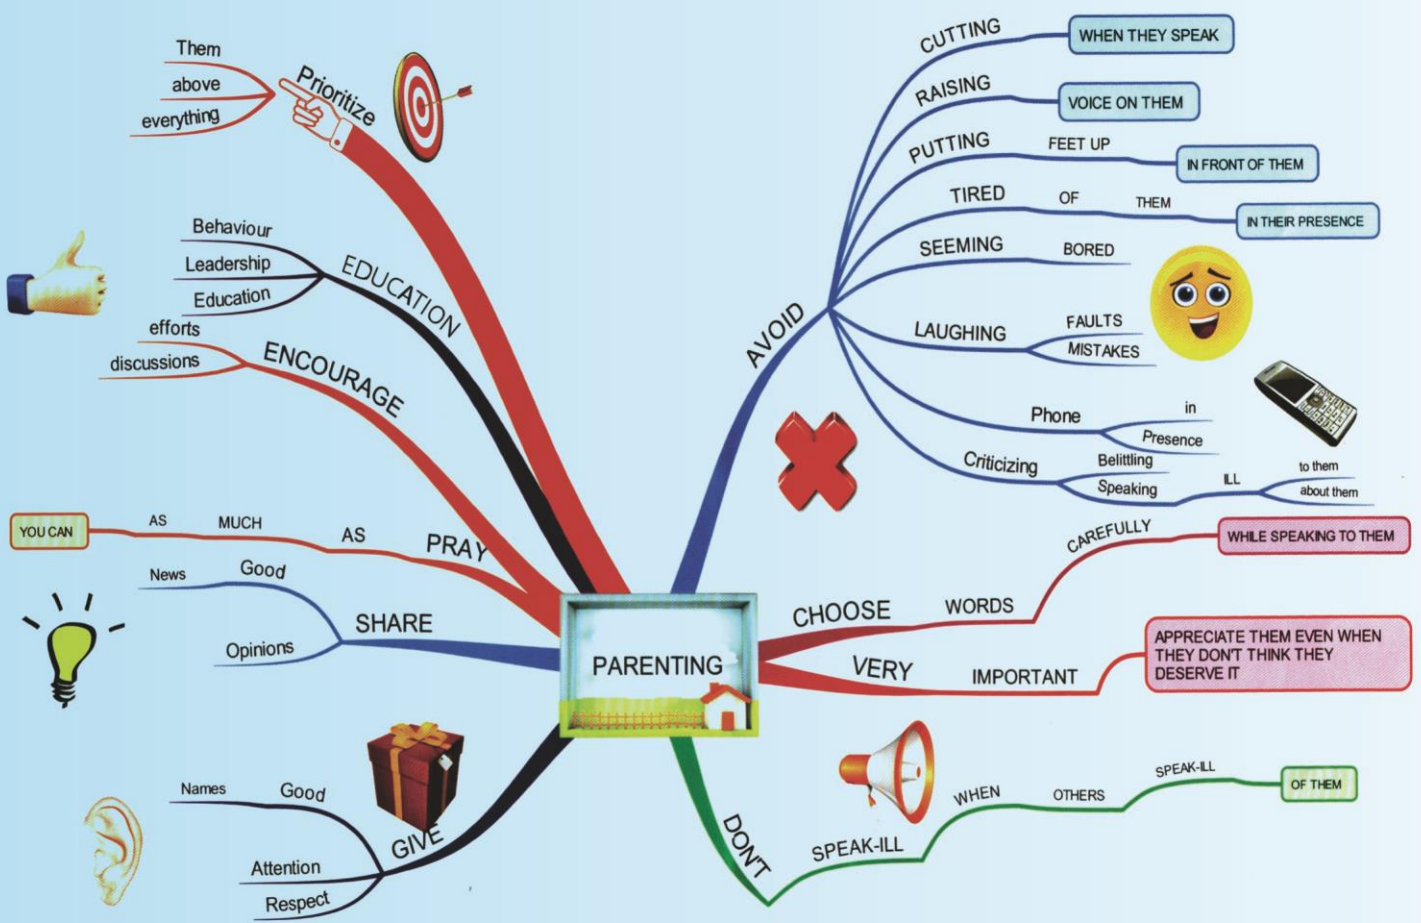 Them
above
everything
Prioritize
Behaviour
Leadership
Education
EDUCATION
efforts
discussions
ENCOURAGE
YOU CAN
AS
MUCH
AS
PRAY
News
Good
Opinions
SHARE
Names
Good
Attention
Respect
GIVE
PARENTING
AVOID
CUTTING
WHEN THEY SPEAK
RAISING
VOICE ON THEM
PUTTING
FEET UP
IN FRONT OF THEM
TIRED
OF
THEM
IN THEIR PRESENCE
SEEMING
BORED
LAUGHING
FAULTS
MISTAKES
Phone
in
Presence
Criticizing
Belittling
Speaking
ILL
to them
about them
CHOOSE
WORDS
CAREFULLY
WHILE SPEAKING TO THEM
VERY
IMPORTANT
APPRECIATE THEM EVEN WHEN
THEY DON'T THINK THEY
DESERVE IT
DON'T
SPEAK-ILL
WHEN
OTHERS
SPEAK-ILL
OF THEM